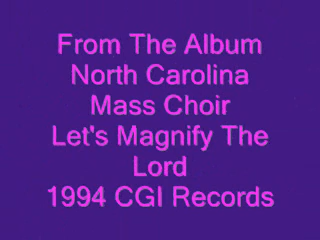 From The Album
North Carolina
Mass Choir
Let's Magnify The
Lord
1994 CGI Records